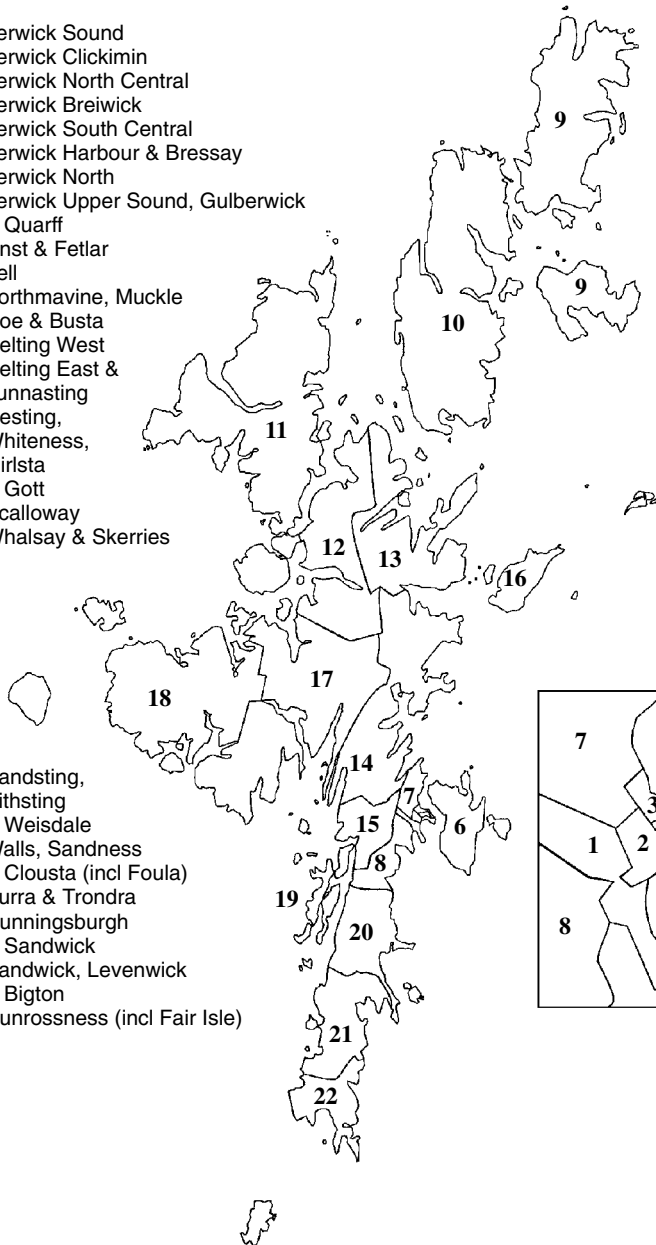 erwick Sound
erwick Clickimin
erwick North Central
erwick Breiwick
erwick South Central
erwick Harbour & Bressay
erwick North
erwick Upper Sound, Gulberwick
Quarff
nst & Fetlar
ell
orthmavine, Muckle
oe & Busta
elting West
elting East &
unnasting
esting,
Whiteness,
irlsta
Gott
calloway
Whalsay & Skerries
andsting,
ithsting
Weisdale
Walls, Sandness
Clousta (incl Foula)
urra & Trondra
unningsburgh
Sandwick
andwick, Levenwick
Bigton
unrossness (incl Fair Isle)
9
9
10
11
12
13
16
17
18
14
7
15
6
8
19
20
21
22
7
3
1
2
8